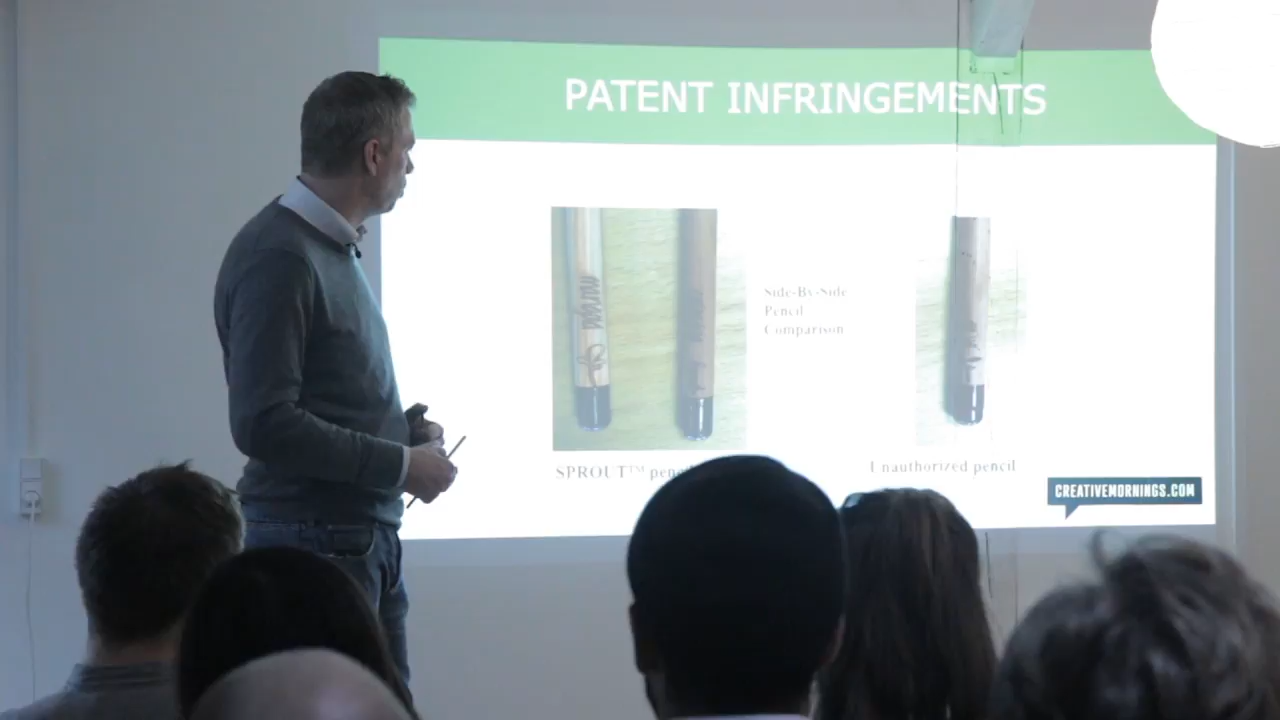 PATENT INFRINGEMENTS
Side-By-Side
Pencil
Comparison
SPROUT™
Unauthorized pencil
CREATIVEMORNINGS.COM